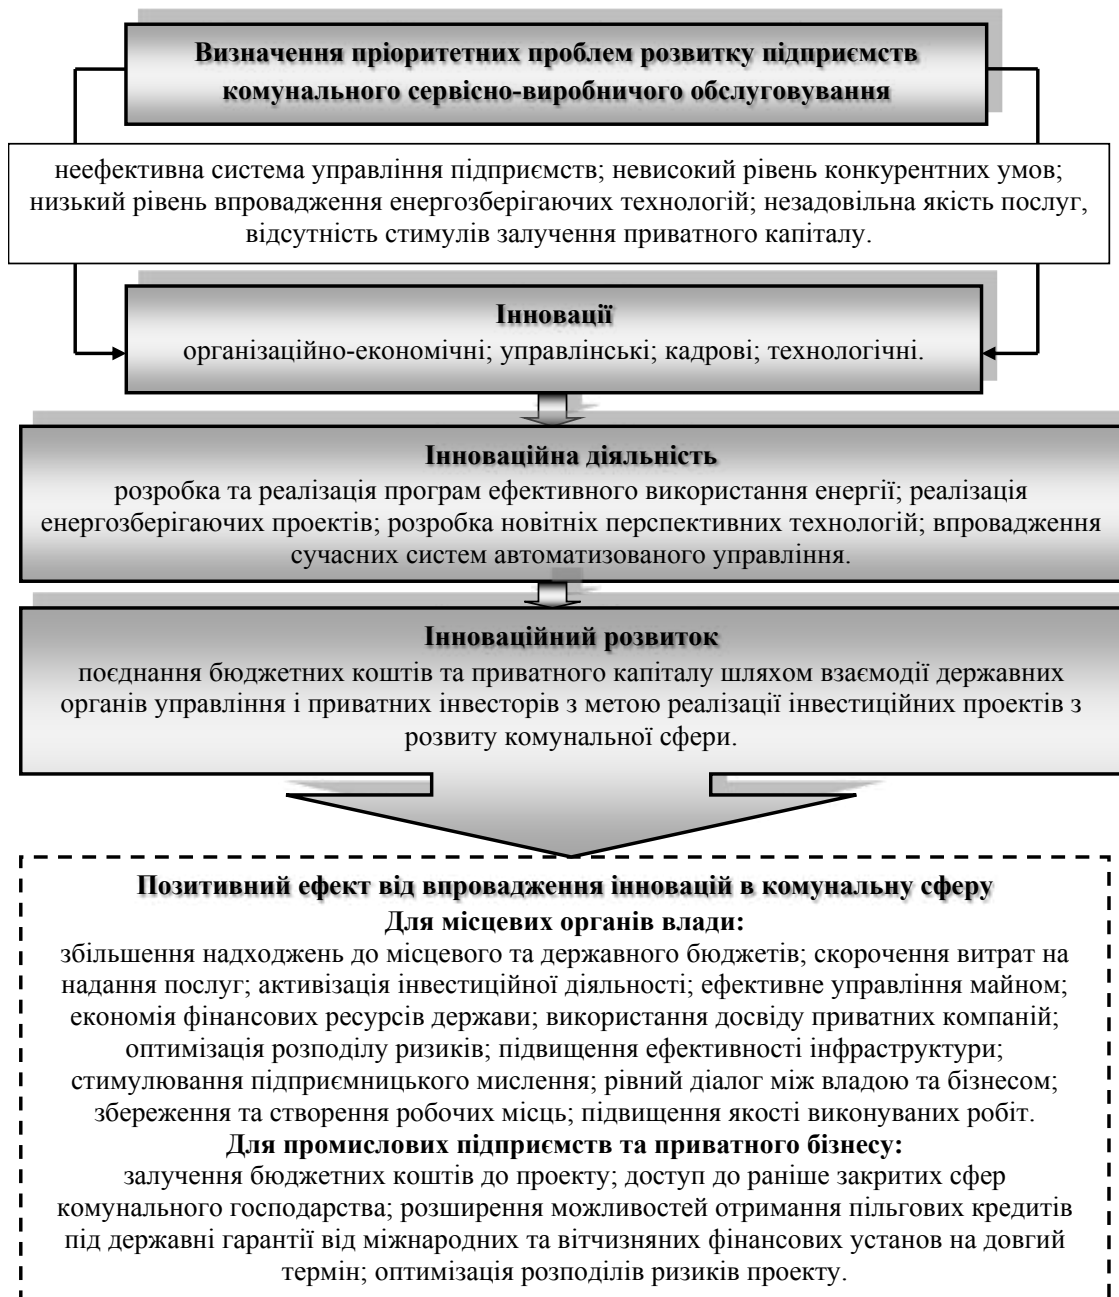 Визначення пріоритетних проблем розвитку підприємств
комунального сервісно-виробничого обслуговування
неефективна система управління підприємств; невисокий рівень конкурентних умов;
низький рівень впровадження енергозберігаючих технологій; незадовільна якість послуг,
відсутність стимулів залучення приватного капіталу.
Інновації
організаційно-економічні; управлінські; кадрові; технологічні.
Інноваційна діяльність
розробка та реалізація програм ефективного використання енергії; реалізація
енергозберігаючих проектів; розробка новітніх перспективних технологій; впровадження
сучасних систем автоматизованого управління.
Інноваційний розвиток
поєднання бюджетних коштів та приватного капіталу шляхом взаємодії державних
органів управління і приватних інвесторів з метою реалізації інвестиційних проектів з
розвитку комунальної сфери.
Позитивний ефект від впровадження інновацій в комунальну сферу
Для місцевих органів влади:
збільшення надходжень до місцевого та державного бюджетів; скорочення витрат на
надання послуг; активізація інвестиційної діяльності; ефективне управління майном;
економія фінансових ресурсів держави; використання досвіду приватних компаній;
оптимізація розподілу ризиків; підвищення ефективності інфраструктури;
стимулювання підприємницького мислення; рівний діалог між владою та бізнесом;
збереження та створення робочих місць; підвищення якості виконуваних робіт.
Для промислових підприємств та приватного бізнесу:
залучення бюджетних коштів до проекту; доступ до раніше закритих сфер
комунального господарства; розширення можливостей отримання пільгових кредитів
під державні гарантії від міжнародних та вітчизняних фінансових установ на довгий
термін; оптимізація розподілів ризиків проекту.